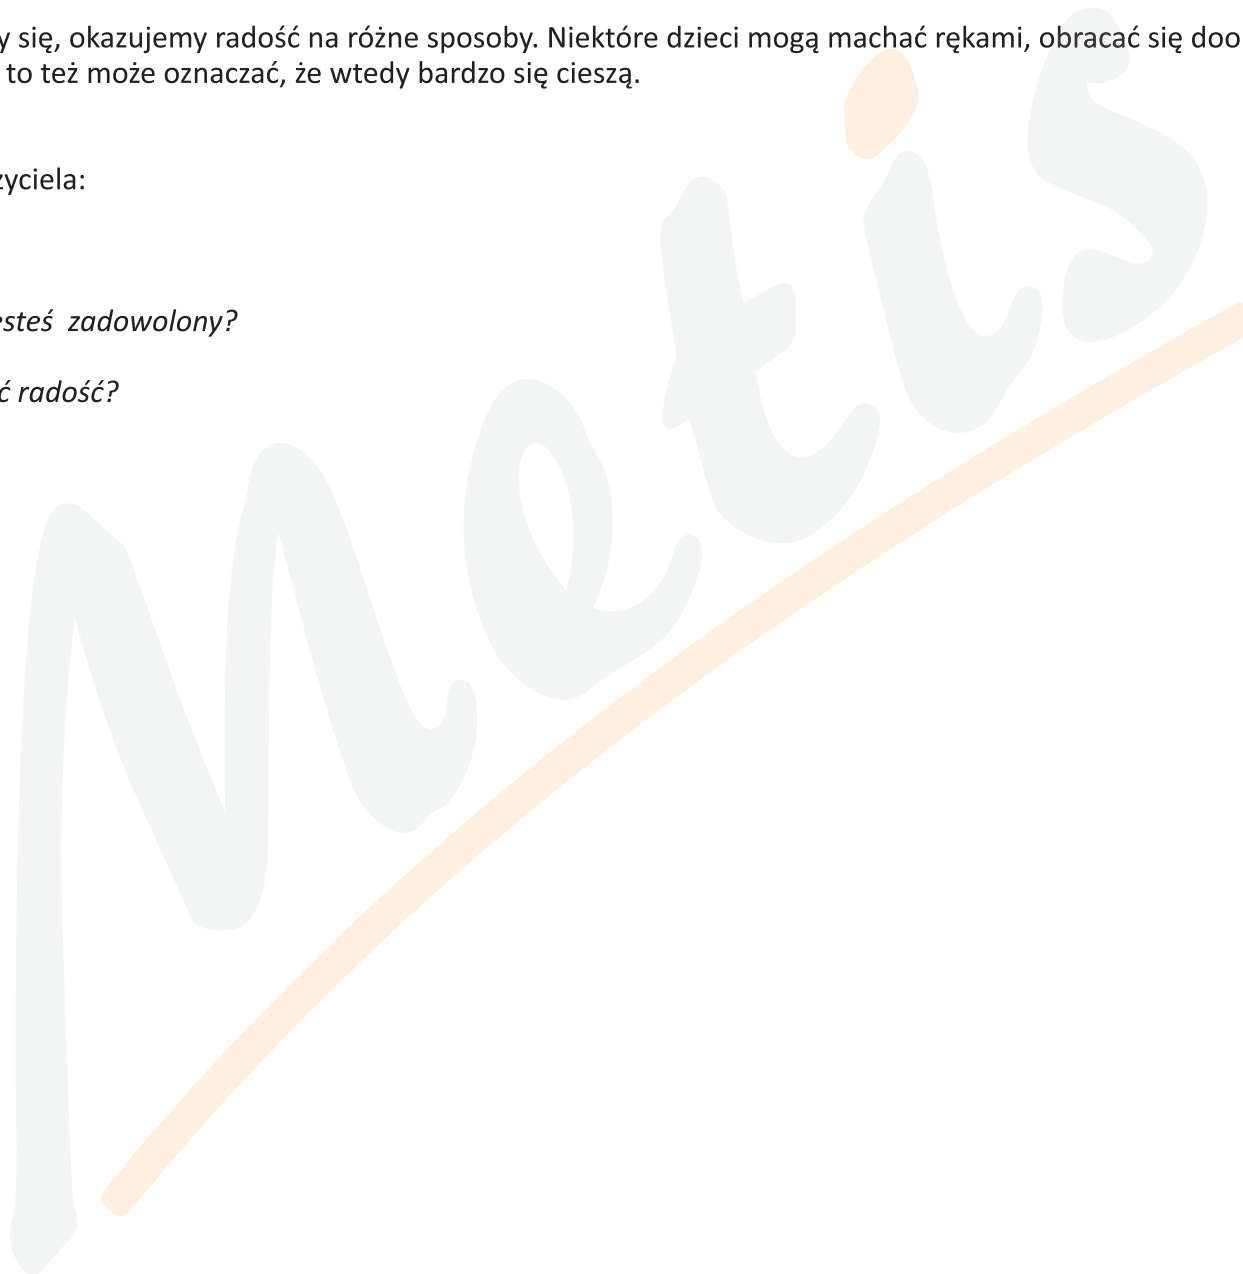 y się, okazujemy radość na różne sposoby. Niektóre dzieci mogą machać rękami, obracać się doo
to też może oznaczać, że wtedy bardzo się cieszą.
zyciela:
esteś zadowolony?
ć radość?
Metis